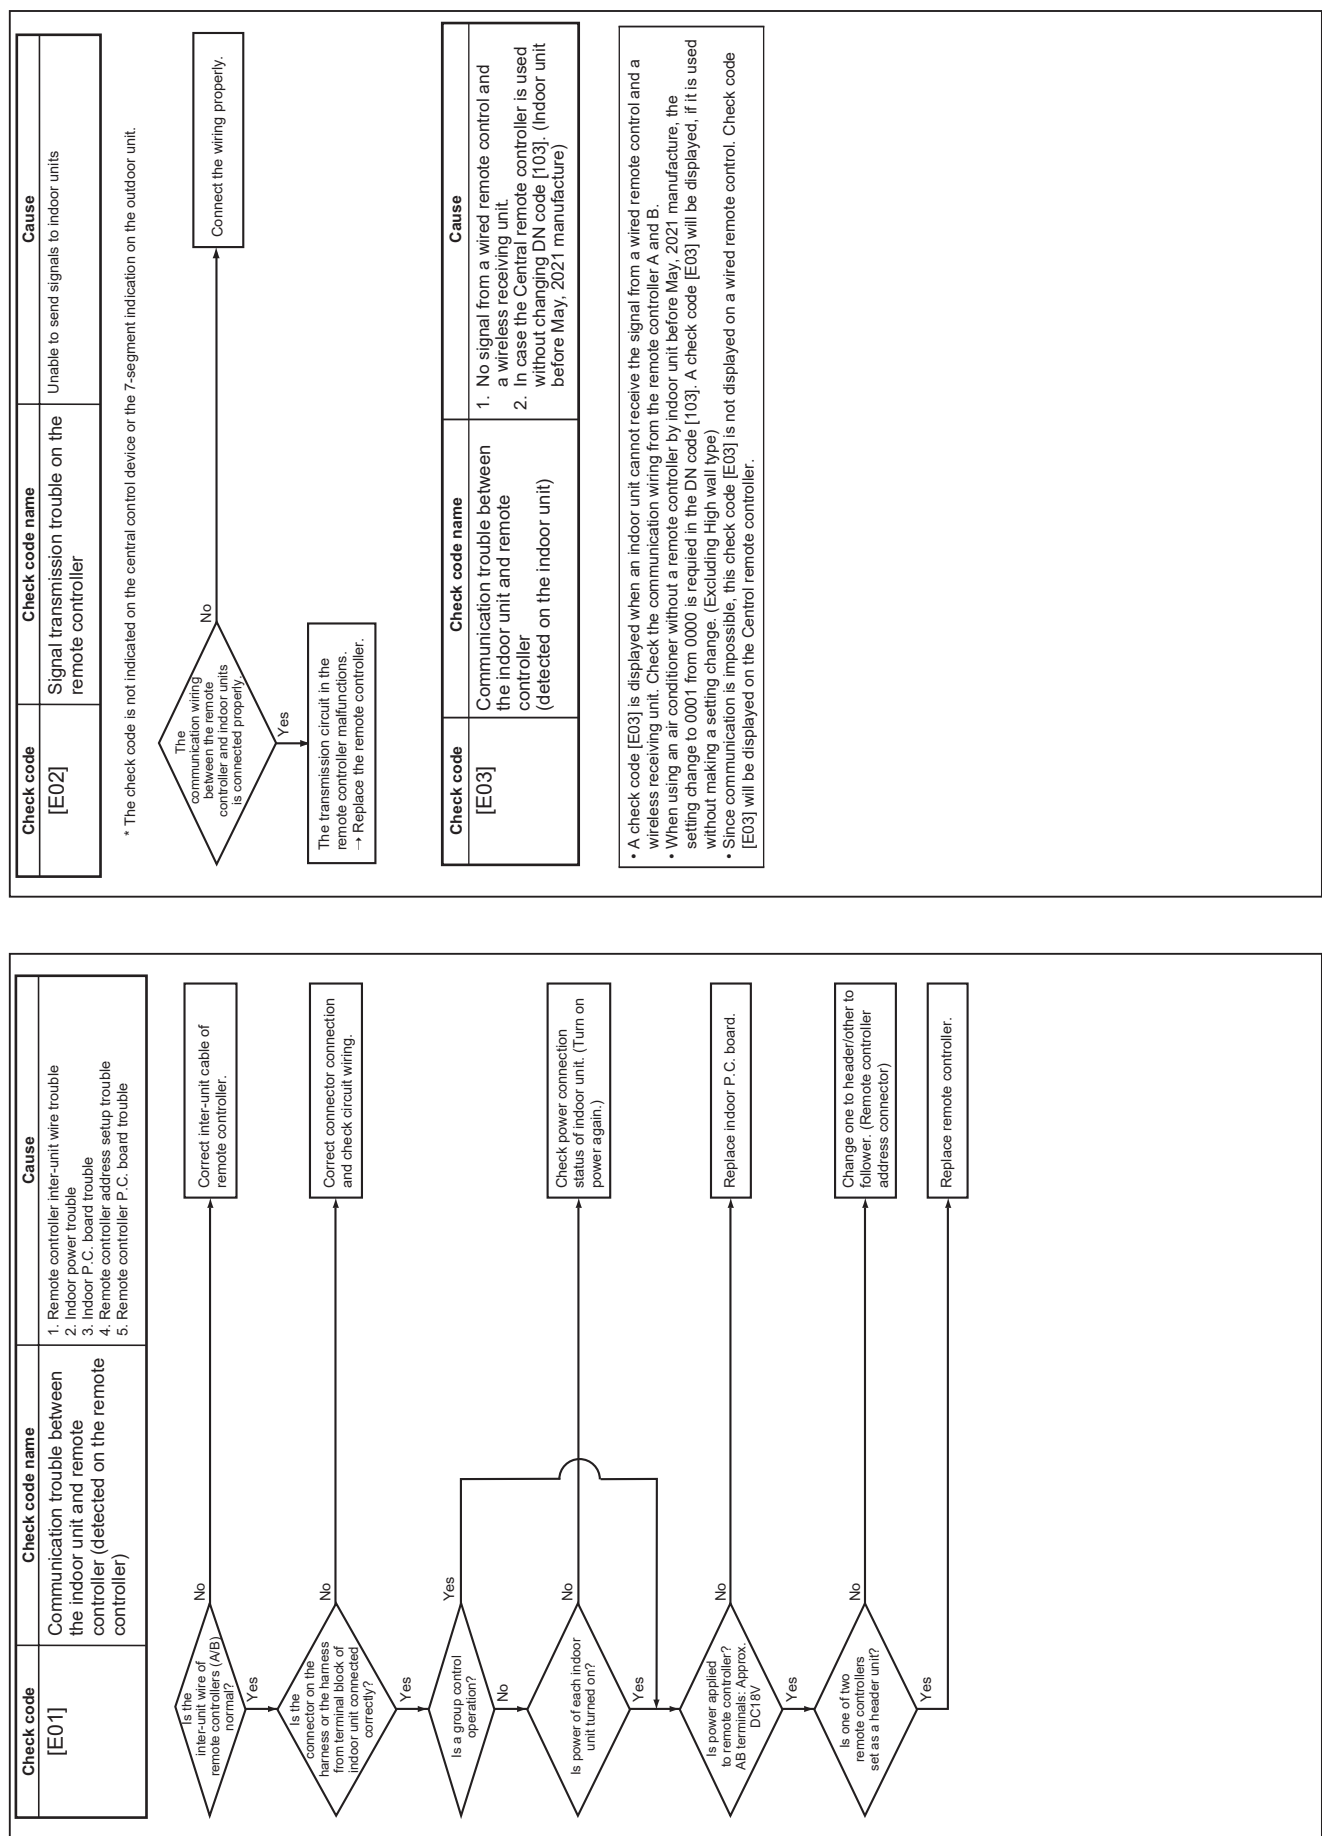 Check code
Check code name
Cause
[E01]
Communication trouble between
the indoor unit and remote
controller (detected on the remote
controller)
1. Remote controller inter-unit wire trouble
2. Indoor power trouble
3. Indoor P.C. board trouble
4. Remote controller address setup trouble
5. Remote controller P.C. board trouble
Is the
inter-unit wire of
remote controllers (A/B)
normal?
No
Correct inter-unit cable of
remote controller.
Yes
Is the
connector on the
harness or the harness
from terminal block of
indoor unit connected
correctly?
No
Correct connector connection
and check circuit wiring.
Yes
Is a group control
operation?
Yes
No
Is power of each indoor
unit turned on?
No
Check power connection
status of indoor unit. (Turn on
power again.)
Yes
Is power applied
to remote controller?
AB terminals: Approx.
DC18V
No
Replace indoor P.C. board.
Yes
Is one of two
remote controllers
set as a header unit?
No
Change one to header/other to
follower. (Remote controller
address connector)
Yes
Replace remote controller.
Check code
Check code name
Cause
[E02]
Signal transmission trouble on the
remote controller
Unable to send signals to indoor units
* The check code is not indicated on the central control device or the 7-segment indication on the outdoor unit.
The
communication wiring
between the remote
controller and indoor units
is connected properly.
No
Connect the wiring properly.
Yes
The transmission circuit in the
remote controller malfunctions.
→ Replace the remote controller.
Check code
Check code name
Cause
[E03]
Communication trouble between
the indoor unit and remote
controller
(detected on the indoor unit)
1. No signal from a wired remote control and
a wireless receiving unit.
2. In case the Central remote controller is used
without changing DN code [103]. (Indoor unit
before May, 2021 manufacture)
• A check code [E03] is displayed when an indoor unit cannot receive the signal from a wired remote control and a
wireless receiving unit. Check the communication wiring from the remote controller A and B.
• When using an air conditioner without a remote controller by indoor unit before May, 2021 manufacture, the
setting change to 0001 from 0000 is requied in the DN code [103]. A check code [E03] will be displayed, if it is used
without making a setting change. (Excluding High wall type)
• Since communication is impossible, this check code [E03] is not displayed on a wired remote control. Check code
[E03] will be displayed on the Central remote controller.